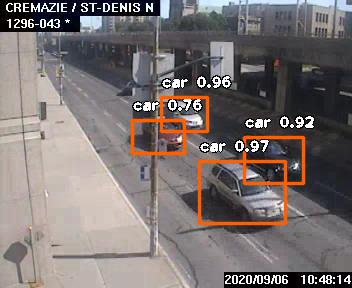 CREMAZIE / ST-DENIS N
1296-043 *
car 0.96
car 0.76
car 0.92
car 0.97
2020/09/06 10:48:14